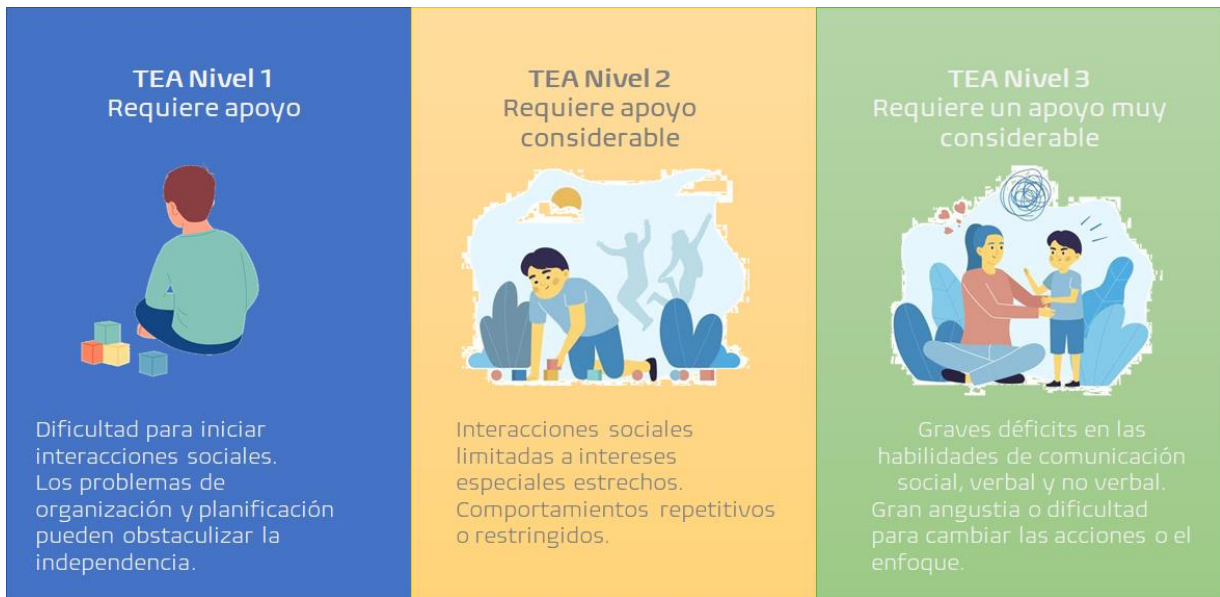 TEA Nivel 1
Requiere apoyo
Dificultad para iniciar
interacciones sociales.
Los problemas de
organización y planificación
pueden obstaculizar la
independencia.
TEA Nivel 2
Requiere apoyo
considerable
Interacciones sociales
limitadas a intereses
especiales estrechos.
Comportamientos repetitivos
o restringidos.
TEA Nivel 3
Requiere un apoyo muy
considerable
Graves déficits en las
habilidades de comunicación
social, verbal y no verbal.
Gran angustia o dificultad
para cambiar las acciones o el
enfoque.